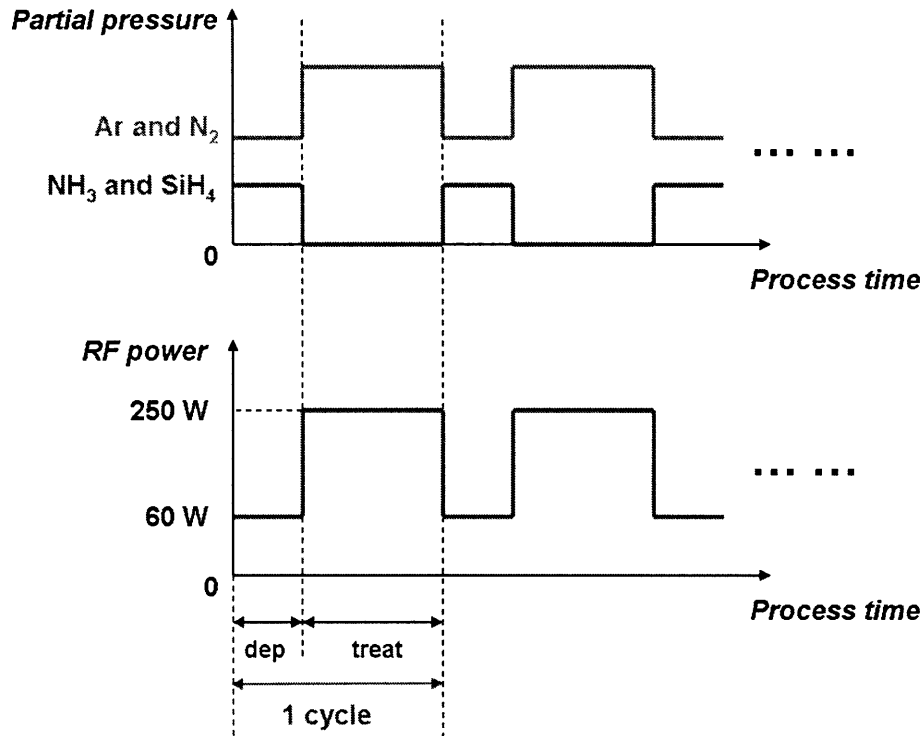 Partial pressure
Ar and N₂
NH₃ and SiH₄
0
Process time
... ...
RF power
250 W
60 W
0
Process time
... ...
dep treat
1 cycle